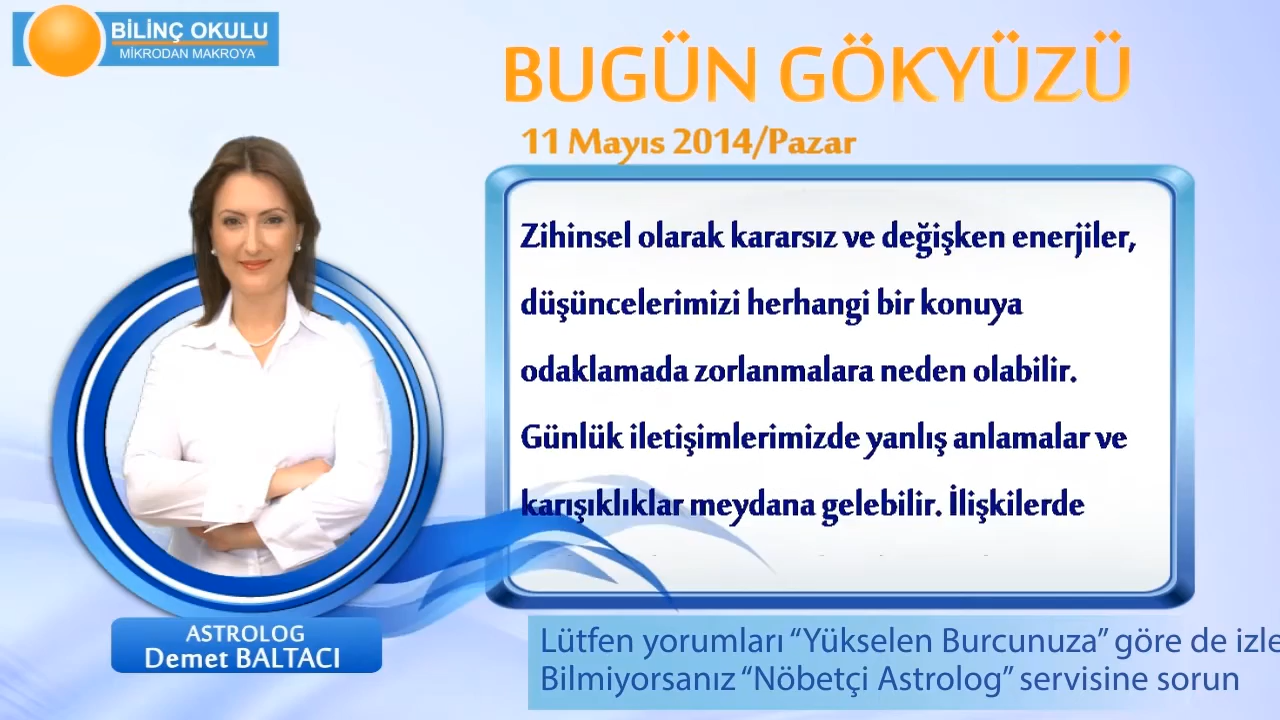 BİLİNÇ OKULU
MİKRODAN MAKROYA
BUGÜN GÖKYÜZÜ
11 Mayıs 2014/Pazar
Zihinsel olarak kararsız ve değişken enerjiler,
düşüncelerimizi herhangi bir konuya
odaklamada zorlanmalara neden olabilir.
Günlük iletişimlerimizde yanlış anlamalar ve
karışıklıklar meydana gelebilir. İlişkilerde
ASTROLOG
Demet BALTACI
Lütfen yorumları “Yükselen Burcunuza” göre de izle
Bilmiyorsanız “Nöbetçi Astrolog” servisine sorun